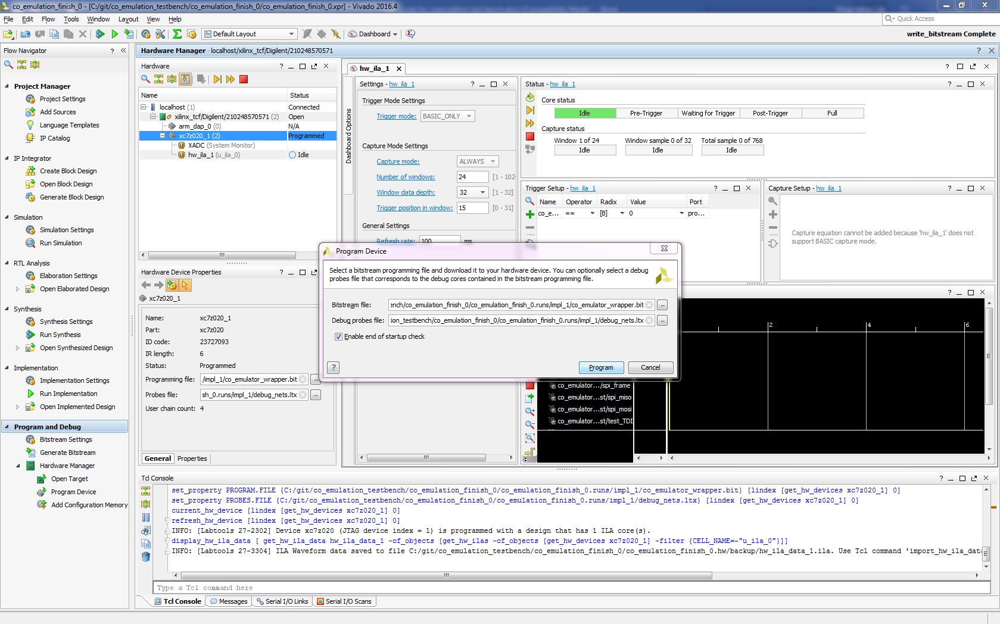 co_emulation_finish_0 - [C:/git/co_emulation_testbench/co_emulation_finish_0/co_emulation_finish_0.xpr] - Vivado 2016.4
File Edit Flow Tools Window Layout View Help
Quick Access
Default Layout
Dashboard
write_bitstream Complete
Flow Navigator
Project Manager
Project Settings
Add Sources
Language Templates
IP Catalog
IP Integrator
Create Block Design
Open Block Design
Generate Block Design
Simulation
Simulation Settings
Run Simulation
RTL Analysis
Elaboration Settings
Open Elaborated Design
Synthesis
Synthesis Settings
Run Synthesis
Open Synthesized Design
Implementation
Implementation Settings
Run Implementation
Open Implemented Design
Program and Debug
Bitstream Settings
Generate Bitstream
Hardware Manager
Open Target
Program Device
Add Configuration Memory
Hardware Manager - localhost/xilinx_tcf/Digilent/210248570571
Hardware
Name Status
localhost (1) Connected
xilinx_tcf/Digilent/210248570571 (2) Open
arm_dap_0 (0) N/A
xc7z020_1 (2) Programmed
XADC (System Monitor)
hw_ila_1 (u_ila_0) Idle
Hardware Device Properties
xc7z020_1
Name: xc7z020_1
Part: xc7z020
ID code: 23727093
IR length: 6
Status: Programmed
Programming file: /impl_1/co_emulator_wrapper.bit
Probes file: sh_0.runs/impl_1/debug_nets.ltx
User chain count: 4
General Properties
hw_ila_1
Dashboard Options
Settings - hw_ila_1
Trigger Mode Settings
Trigger mode: BASIC_ONLY
Capture Mode Settings
Capture mode: ALWAYS
Number of windows: 24 [1 - 102
Window data depth: 32 [1 - 32]
Trigger position in window: 15 [0 - 31]
General Settings
Refresh rate: 100 ms
Status - hw_ila_1
Core status
Idle Pre-Trigger Waiting for Trigger Post-Trigger Full
Capture status
Window 1 of 24 Window sample 0 of 32 Total sample 0 of 768
Idle Idle Idle
Trigger Setup - hw_ila_1
Name Operator Radix Value Port
co_e... == [B] 0 pro...
Capture Setup - hw_ila_1
Capture equation cannot be added because 'hw_ila_1' does not
support BASIC capture mode.
Program Device
Select a bitstream programming file and download it to your hardware device. You can optionally select a debug
probes file that corresponds to the debug cores contained in the bitstream programming file.
Bitstream file: ench/co_emulation_finish_0/co_emulation_finish_0.runs/impl_1/co_emulator_wrapper.bit
Debug probes file: ion_testbench/co_emulation_finish_0/co_emulation_finish_0.runs/impl_1/debug_nets.ltx
Enable end of startup check
Program Cancel
2 4 6
co_emulator.../spi_frame
co_emulator...st/spi_miso
co_emulator...st/spi_mosi
co_emulator...st/test_TDI
Tcl Console
set_property PROGRAM.FILE {C:/git/co_emulation_testbench/co_emulation_finish_0/co_emulation_finish_0.runs/impl_1/co_emulator_wrapper.bit} [lindex [get_hw_devices xc7z020_1] 0]
set_property PROBES.FILE {C:/git/co_emulation_testbench/co_emulation_finish_0/co_emulation_finish_0.runs/impl_1/debug_nets.ltx} [lindex [get_hw_devices xc7z020_1] 0]
current_hw_device [lindex [get_hw_devices xc7z020_1] 0]
refresh_hw_device [lindex [get_hw_devices xc7z020_1] 0]
INFO: [Labtools 27-2302] Device xc7z020 (JTAG device index = 1) is programmed with a design that has 1 ILA core(s).
display_hw_ila_data [ get_hw_ila_data hw_ila_data_1 -of_objects [get_hw_ilas -of_objects [get_hw_devices xc7z020_1] -filter {CELL_NAME=~"u_ila_0"}]]
INFO: [Labtools 27-3304] ILA Waveform data saved to file C:/git/co_emulation_testbench/co_emulation_finish_0/co_emulation_finish_0.hw/backup/hw_ila_data_1.ila. Use Tcl command 'import_hw_ila_dat
Type a Tcl command here
Tcl Console Messages Serial I/O Links Serial I/O Scans